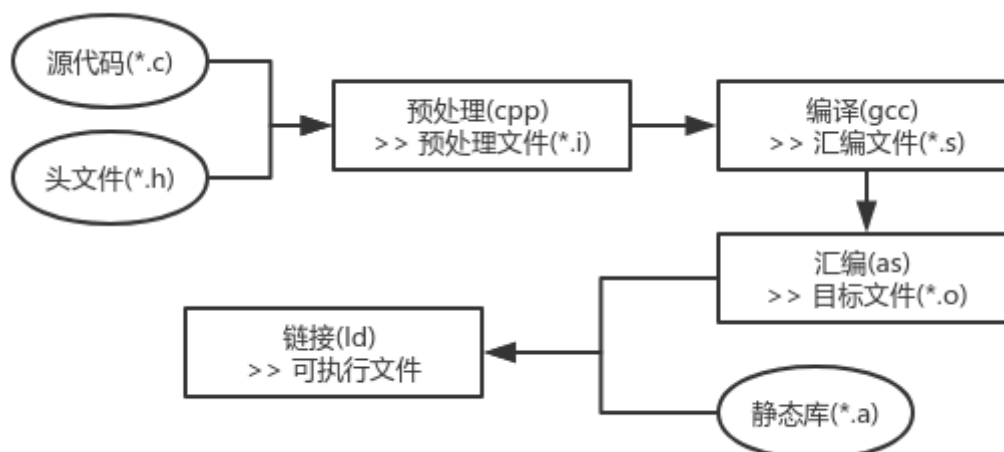 源代码(*.c)
头文件(*.h)
预处理(cpp)
>> 预处理文件(*.i)
编译(gcc)
>> 汇编文件(*.s)
汇编(as)
>> 目标文件(*.o)
链接(ld)
>> 可执行文件
静态库(*.a)